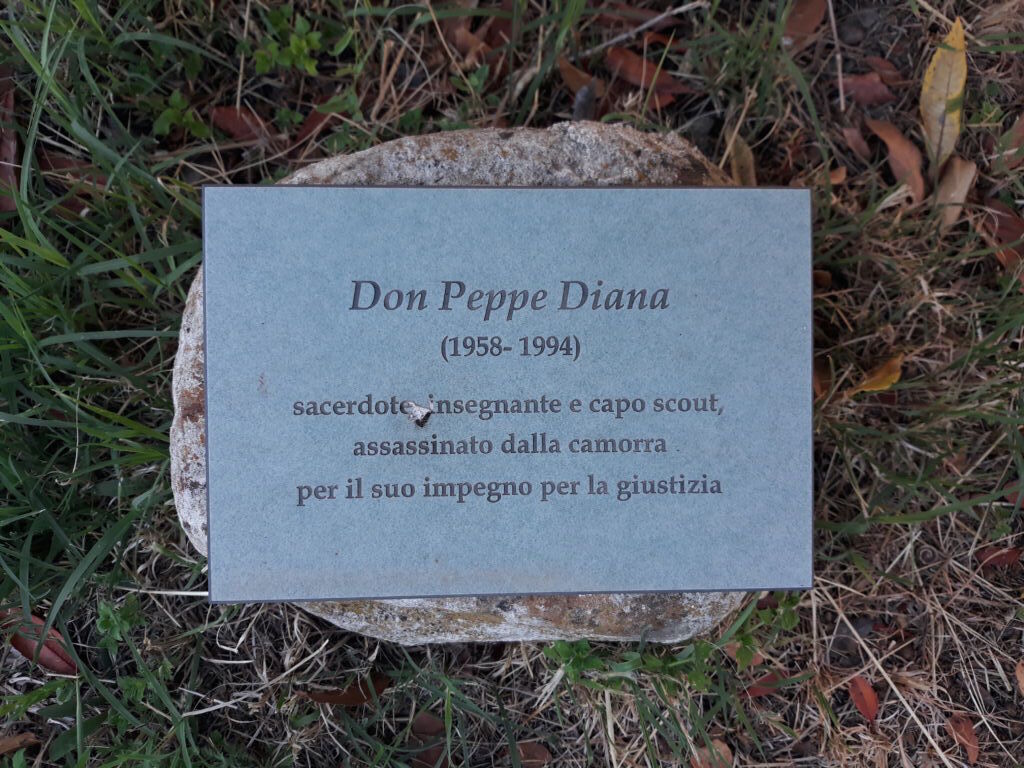 Don Peppe Diana
(1958- 1994)
sacerdote, insegnante e capo scout,
assassinato dalla camorra
per il suo impegno per la giustizia